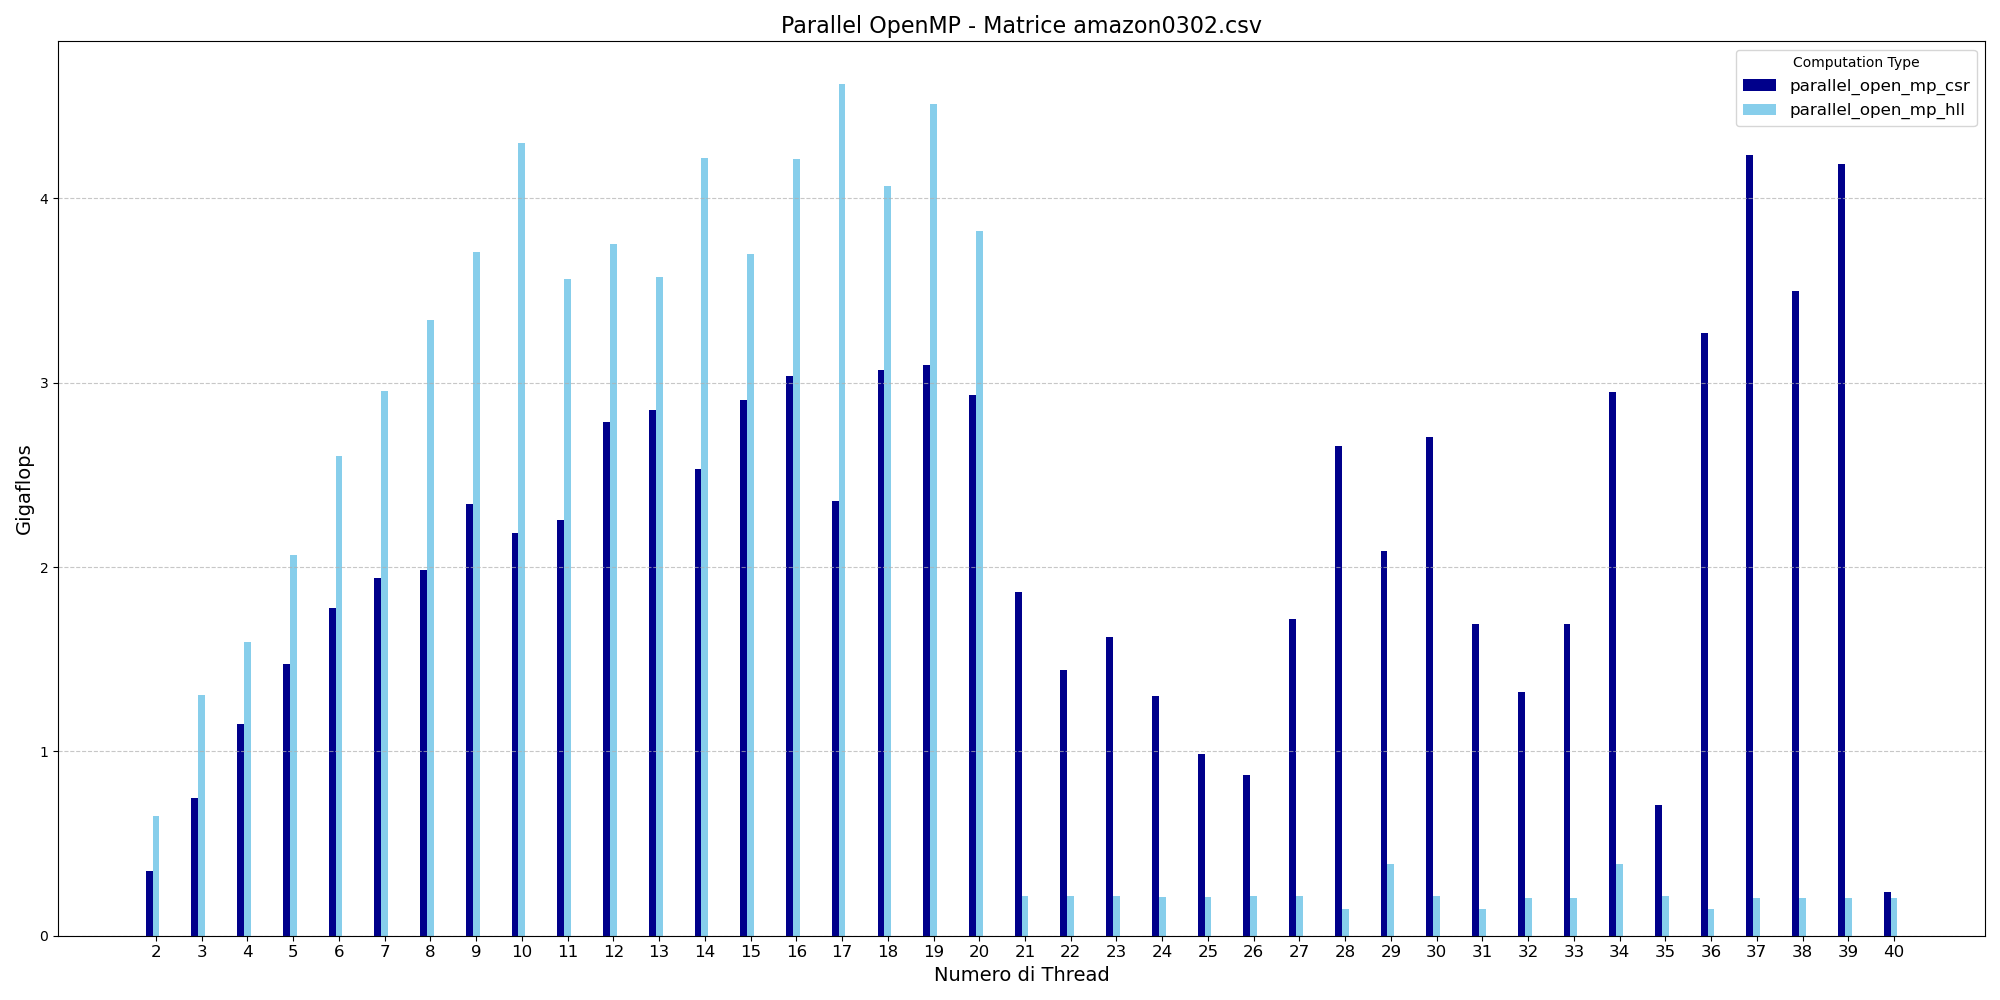 Parallel OpenMP - Matrice amazon0302.csv
Computation Type
parallel_open_mp_csr
parallel_open_mp_hll
Gigaflops
4
3
2
1
0
2 3 4 5 6 7 8 9 10 11 12 13 14 15 16 17 18 19 20 21 22 23 24 25 26 27 28 29 30 31 32 33 34 35 36 37 38 39 40
Numero di Thread